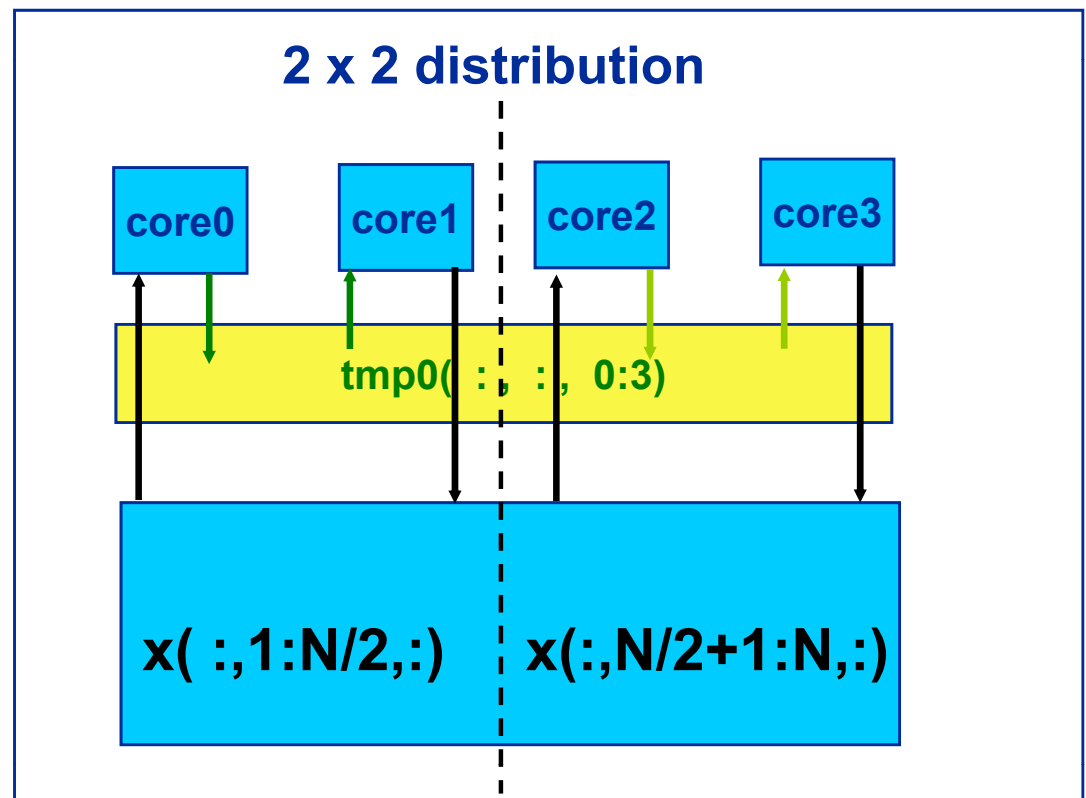 2 x 2 distribution
core0 core1 core2 core3
tmp0( : , : , 0:3)
x( :,1:N/2,:) x(:,N/2+1:N,:)